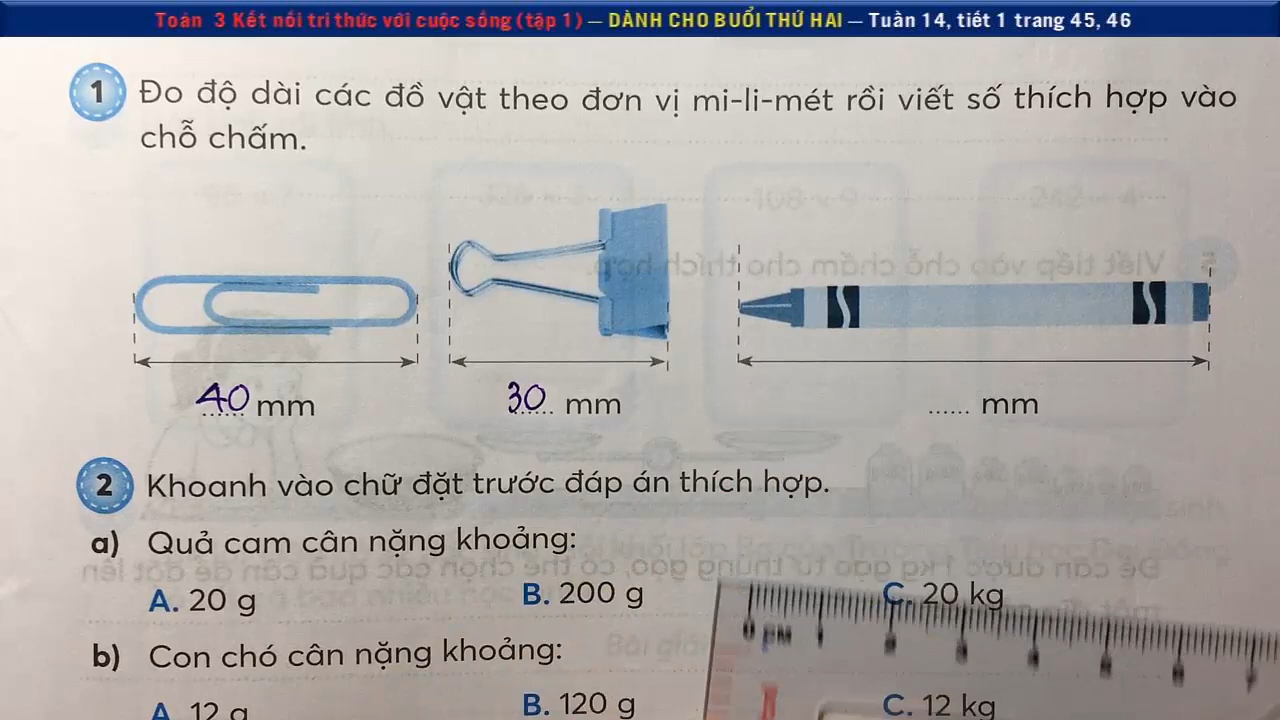 Toán 3 Kết nối tri thức với cuộc sống (tập 1) – DÀNH CHO BUỔI THỨ HAI – Tuần 14, tiết 1 trang 45, 46
1 Đo độ dài các đồ vật theo đơn vị mi-li-mét rồi viết số thích hợp vào
chỗ chấm.
40 mm 30 mm ...... mm
2 Khoanh vào chữ đặt trước đáp án thích hợp.
a) Quả cam cân nặng khoảng:
A. 20 g B. 200 g C. 20 kg
b) Con chó cân nặng khoảng:
A. 12 g B. 120 g C. 12 kg